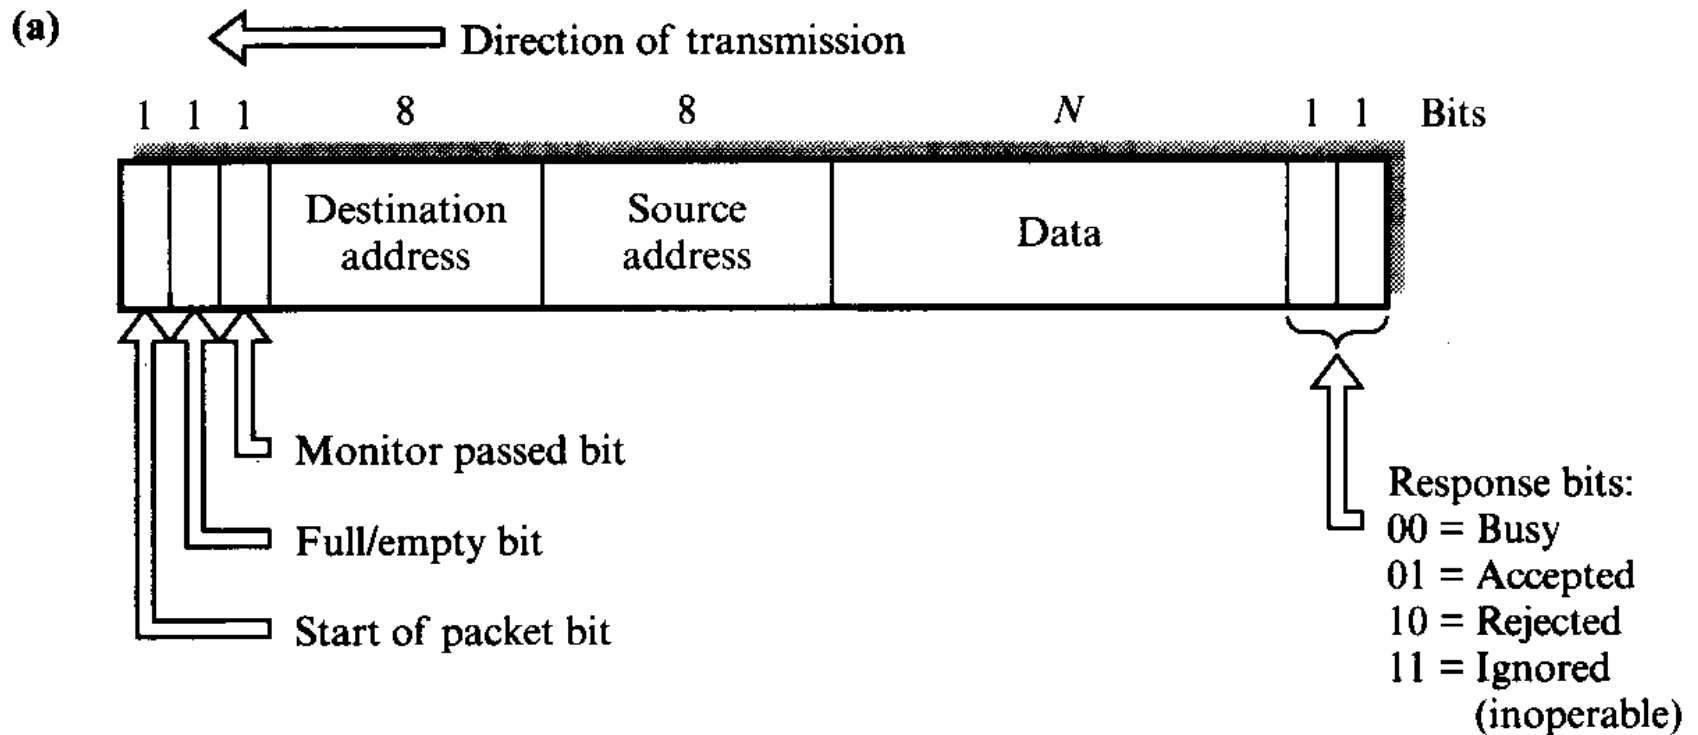 (a)
Direction of transmission
1 1 1 8 8 N 1 1 Bits
Destination
address
Source
address
Data
Monitor passed bit
Full/empty bit
Start of packet bit
Response bits:
00 = Busy
01 = Accepted
10 = Rejected
11 = Ignored
(inoperable)